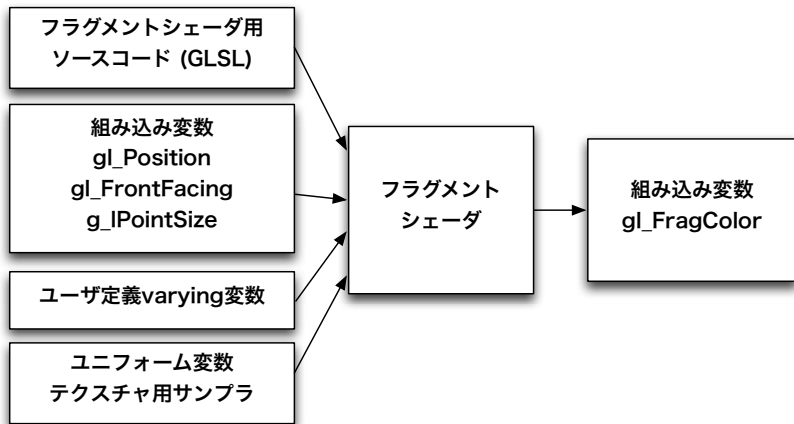 フラグメントシェーダ用
ソースコード (GLSL)
組み込み変数
gl_Position
gl_FrontFacing
g_lPointSize
ユーザ定義varying変数
ユニフォーム変数
テクスチャ用サンプラ
フラグメント
シェーダ
組み込み変数
gl_FragColor